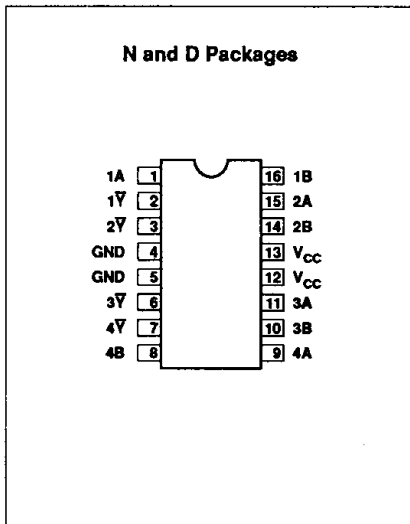 N and D Packages
1A 1 16 1B
1Y̅ 2 15 2A
2Y̅ 3 14 2B
GND 4 13 VCC
GND 5 12 VCC
3Y̅ 6 11 3A
4Y̅ 7 10 3B
4B 8 9 4A